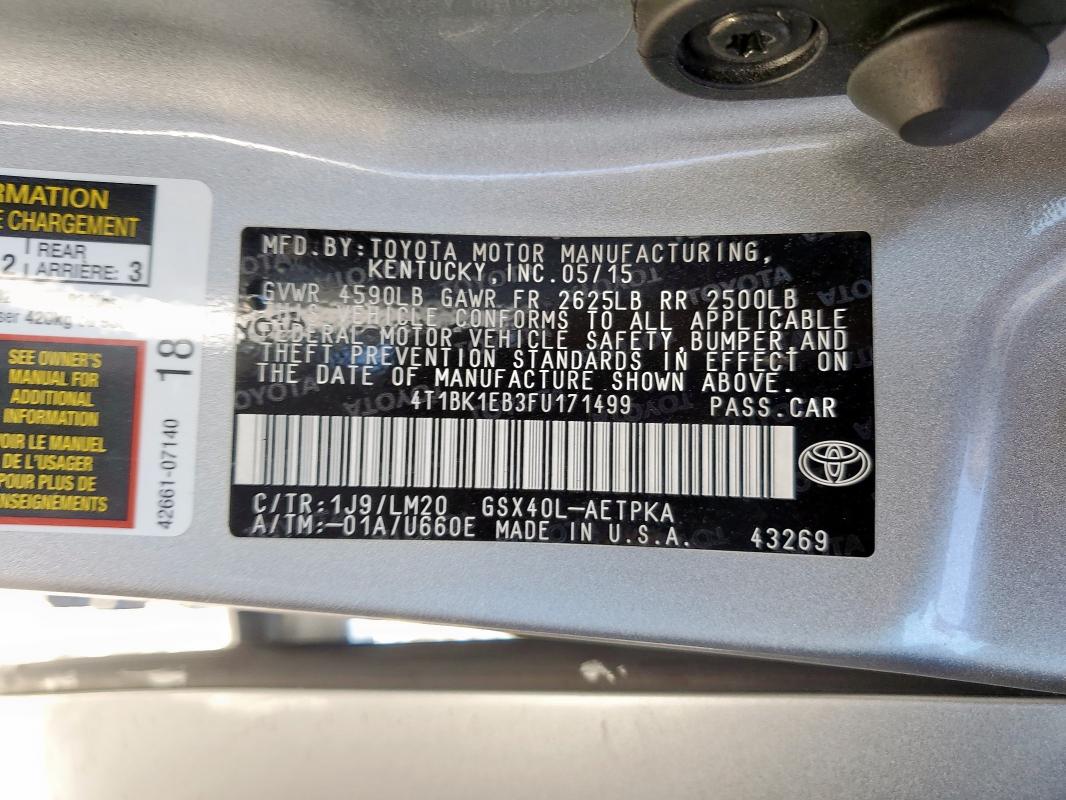 RMATION
E CHARGEMENT
2 REAR
ARRIÈRE: 3
ser 420kg
SEE OWNER'S
MANUAL FOR
ADDITIONAL
INFORMATION
VOIR LE MANUEL
DE L'USAGER
POUR PLUS DE
NSEIGNEMENTS
18
42661-07140
MFD.BY:TOYOTA MOTOR MANUFACTURING,
KENTUCKY, INC.05/15
GVWR 4590LB GAWR FR 2625LB RR 2500LB
THIS VEHICLE CONFORMS TO ALL APPLICABLE
FEDERAL MOTOR VEHICLE SAFETY,BUMPER,AND
THEFT PREVENTION STANDARDS IN EFFECT ON
THE DATE OF MANUFACTURE SHOWN ABOVE.
4T1BK1EB3FU171499 PASS.CAR
C/TR:1J9/LM20 GSX40L-AETPKA
A/TM:-01A/U660E MADE IN U.S.A. 43269